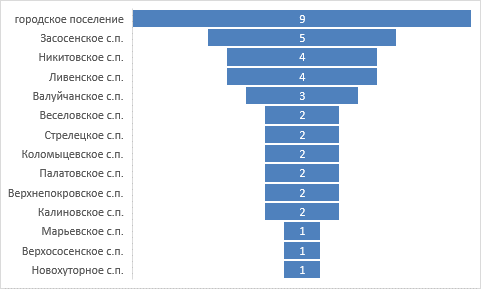 городское поселение 9
Засосенское с.п. 5
Никитовское с.п. 4
Ливенское с.п. 4
Валуйчанское с.п. 3
Веселовское с.п. 2
Стрелецкое с.п. 2
Коломыцевское с.п. 2
Палатовское с.п. 2
Верхнепокровское с.п. 2
Калиновское с.п. 2
Марьевское с.п. 1
Верхососенское с.п. 1
Новохуторное с.п. 1